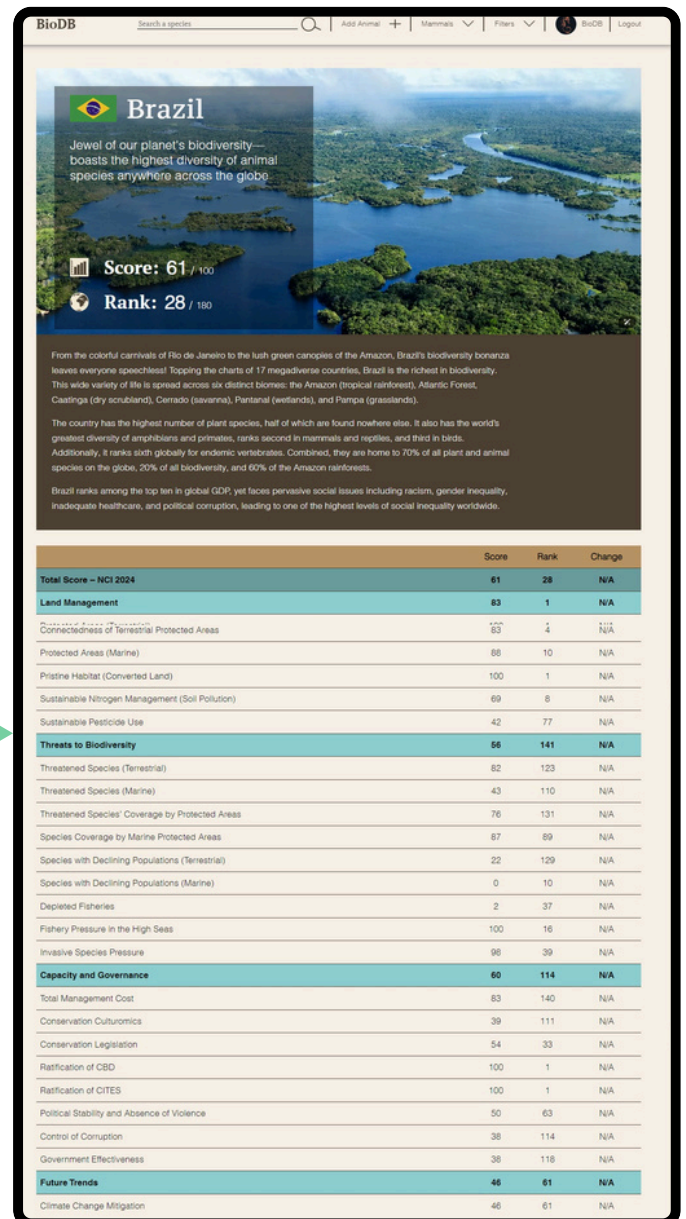 BioDB Search a species Add Animal Mammals Filters BioDB Logout
Brazil
Jewel of our planet's biodiversity—
boasts the highest diversity of animal
species anywhere across the globe
Score: 61 / 100
Rank: 28 / 180
From the colorful carnivals of Rio de Janeiro to the lush green canopies of the Amazon, Brazil's biodiversity bonanza
leaves everyone speechless! Topping the charts of 17 megadiverse countries, Brazil is the richest in biodiversity.
This wide variety of life is spread across six distinct biomes: the Amazon (tropical rainforest), Atlantic Forest,
Caatinga (dry scrubland), Cerrado (savanna), Pantanal (wetlands), and Pampa (grasslands).
The country has the highest number of plant species, half of which are found nowhere else. It also has the world's
greatest diversity of amphibians and primates, ranks second in mammals and reptiles, and third in birds.
Additionally, it ranks sixth globally for endemic vertebrates. Combined, they are home to 70% of all plant and animal
species on the globe, 20% of all biodiversity, and 60% of the Amazon rainforests.
Brazil ranks among the top ten in global GDP, yet faces pervasive social issues including racism, gender inequality,
inadequate healthcare, and political corruption, leading to one of the highest levels of social inequality worldwide.
Score Rank Change
Total Score – NCI 2024 61 28 N/A
Land Management 83 1 N/A
Connectedness of Terrestrial Protected Areas 83 4 N/A
Protected Areas (Marine) 88 10 N/A
Pristine Habitat (Converted Land) 100 1 N/A
Sustainable Nitrogen Management (Soil Pollution) 69 8 N/A
Sustainable Pesticide Use 42 77 N/A
Threats to Biodiversity 56 141 N/A
Threatened Species (Terrestrial) 82 123 N/A
Threatened Species (Marine) 43 110 N/A
Threatened Species' Coverage by Protected Areas 76 131 N/A
Species Coverage by Marine Protected Areas 87 89 N/A
Species with Declining Populations (Terrestrial) 22 129 N/A
Species with Declining Populations (Marine) 0 10 N/A
Depleted Fisheries 2 37 N/A
Fishery Pressure in the High Seas 100 16 N/A
Invasive Species Pressure 98 39 N/A
Capacity and Governance 60 114 N/A
Total Management Cost 83 140 N/A
Conservation Culturomics 39 111 N/A
Conservation Legislation 54 33 N/A
Ratification of CBD 100 1 N/A
Ratification of CITES 100 1 N/A
Political Stability and Absence of Violence 50 63 N/A
Control of Corruption 38 114 N/A
Government Effectiveness 38 118 N/A
Future Trends 46 61 N/A
Climate Change Mitigation 46 61 N/A